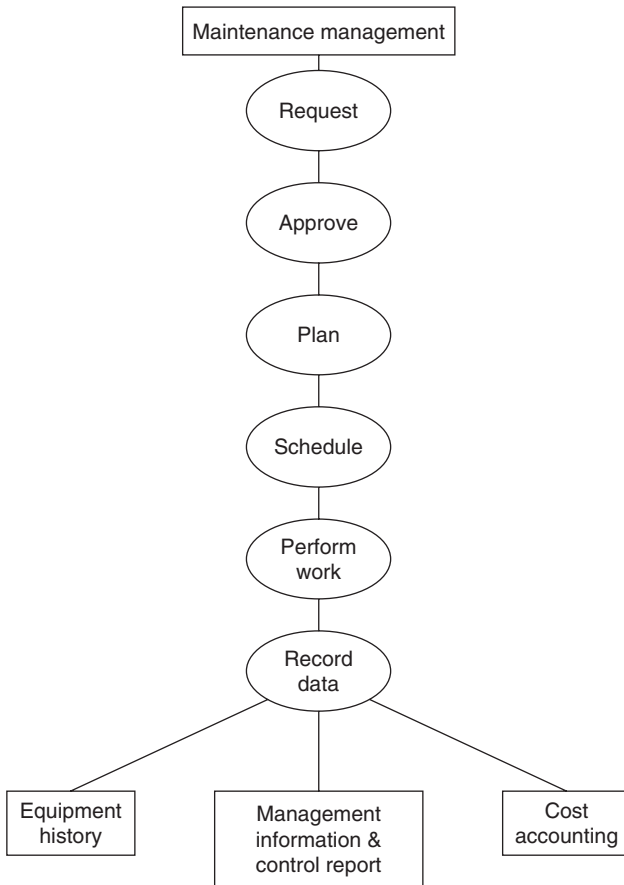 Maintenance management
Request
Approve
Plan
Schedule
Perform
work
Record
data
Equipment
history
Management
information &
control report
Cost
accounting